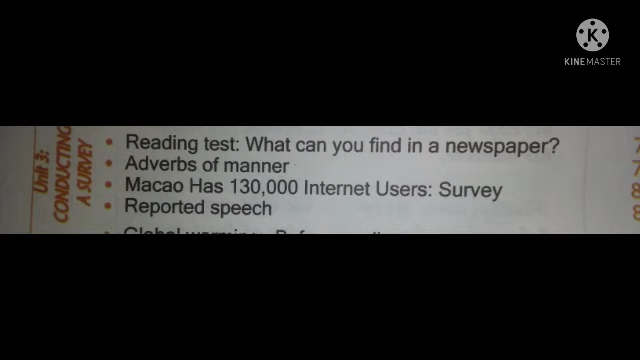 KINEMASTER
Unit 3:
CONDUCTING
A SURVEY
• Reading test: What can you find in a newspaper?
• Adverbs of manner
• Macao Has 130,000 Internet Users: Survey
• Reported speech